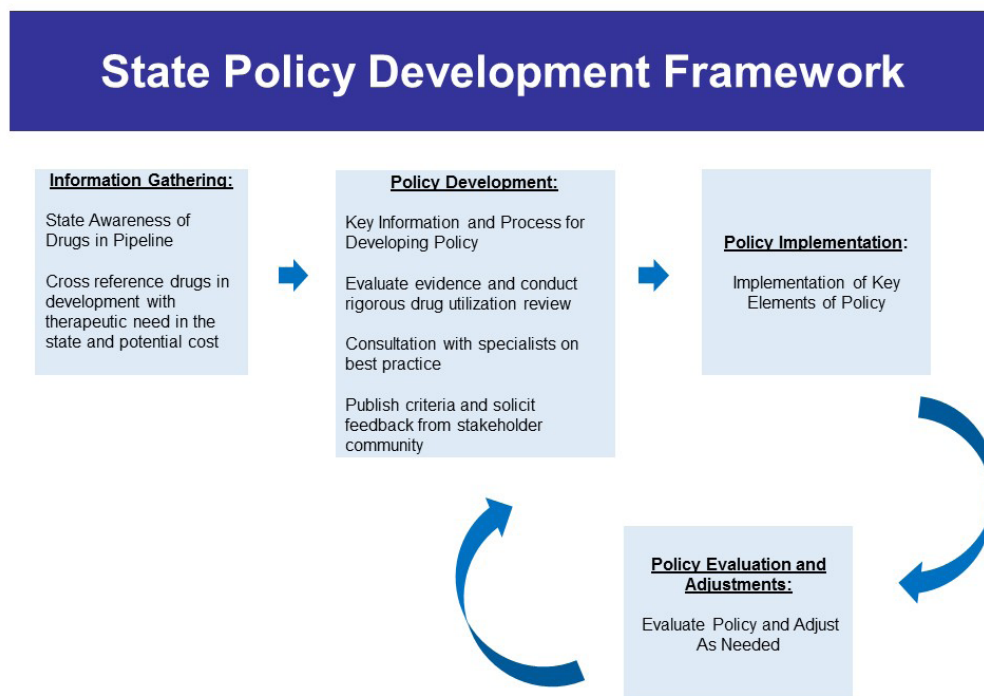 State Policy Development Framework
Information Gathering:
State Awareness of
Drugs in Pipeline
Cross reference drugs in
development with
therapeutic need in the
state and potential cost
Policy Development:
Key Information and Process for
Developing Policy
Evaluate evidence and conduct
rigorous drug utilization review
Consultation with specialists on
best practice
Publish criteria and solicit
feedback from stakeholder
community
Policy Implementation:
Implementation of Key
Elements of Policy
Policy Evaluation and
Adjustments:
Evaluate Policy and Adjust
As Needed